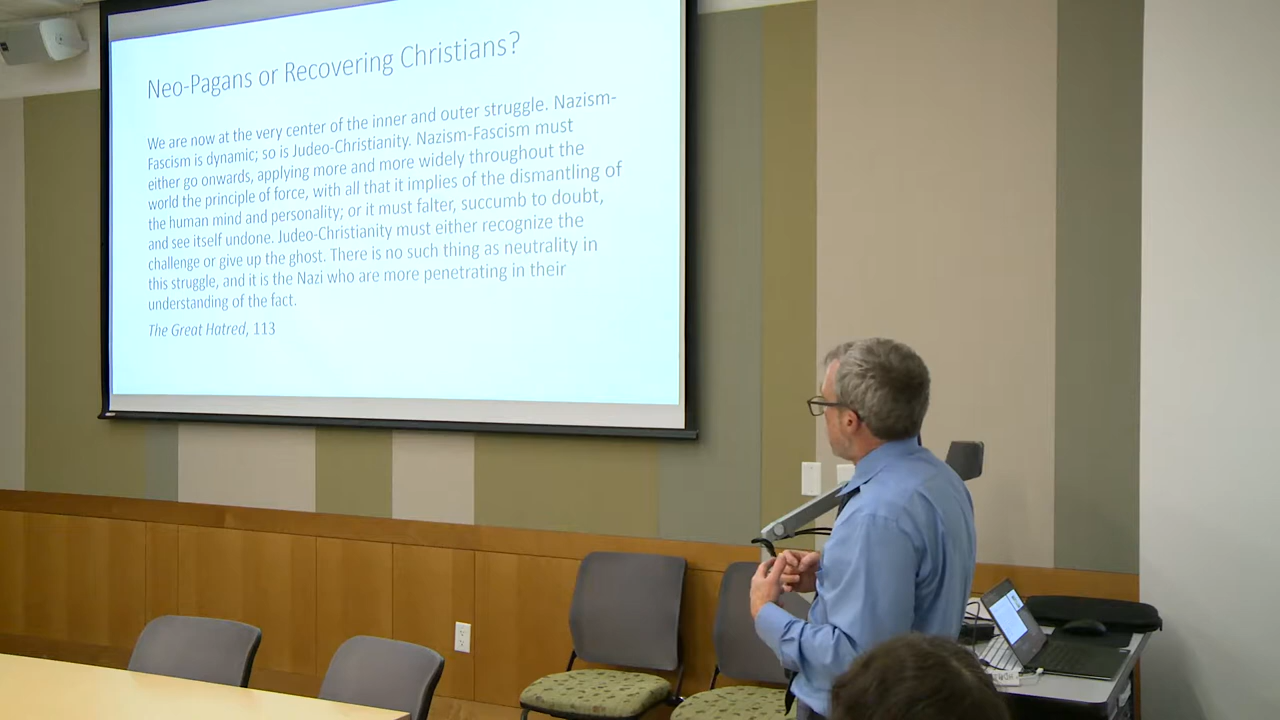 Neo-Pagans or Recovering Christians?
We are now at the very center of the inner and outer struggle. Nazism-
Fascism is dynamic; so is Judeo-Christianity. Nazism-Fascism must
either go onwards, applying more and more widely throughout the
world the principle of force, with all that it implies of the dismantling of
the human mind and personality; or it must falter, succumb to doubt,
and see itself undone. Judeo-Christianity must either recognize the
challenge or give up the ghost. There is no such thing as neutrality in
this struggle, and it is the Nazi who are more penetrating in their
understanding of the fact.
The Great Hatred, 113